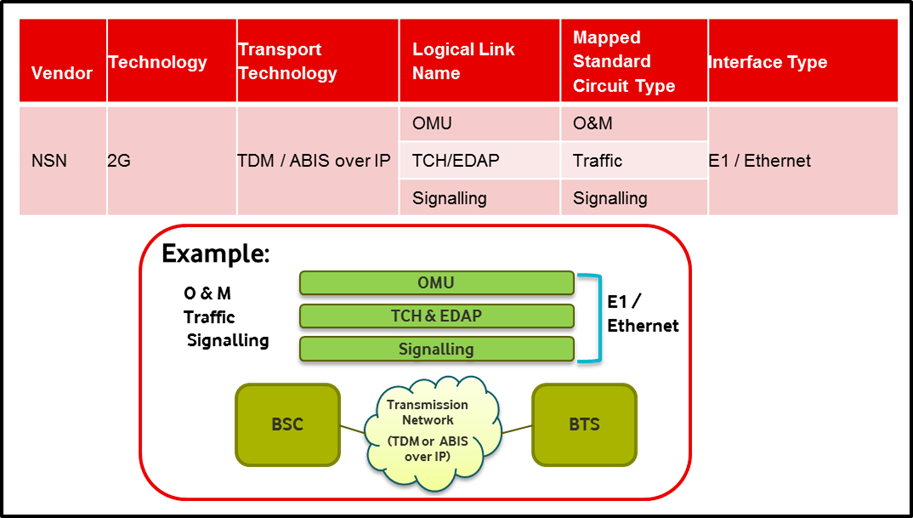 Vendor
Technology
Transport
Technology
Logical Link
Name
Mapped
Standard
Circuit Type
Interface Type
NSN
2G
TDM / ABIS over IP
OMU
O&M
TCH/EDAP
Traffic
E1 / Ethernet
Signalling
Signalling
Example:
O & M
Traffic
Signalling
OMU
TCH & EDAP
Signalling
E1 /
Ethernet
BSC
Transmission
Network
(TDM or ABIS
over IP)
BTS